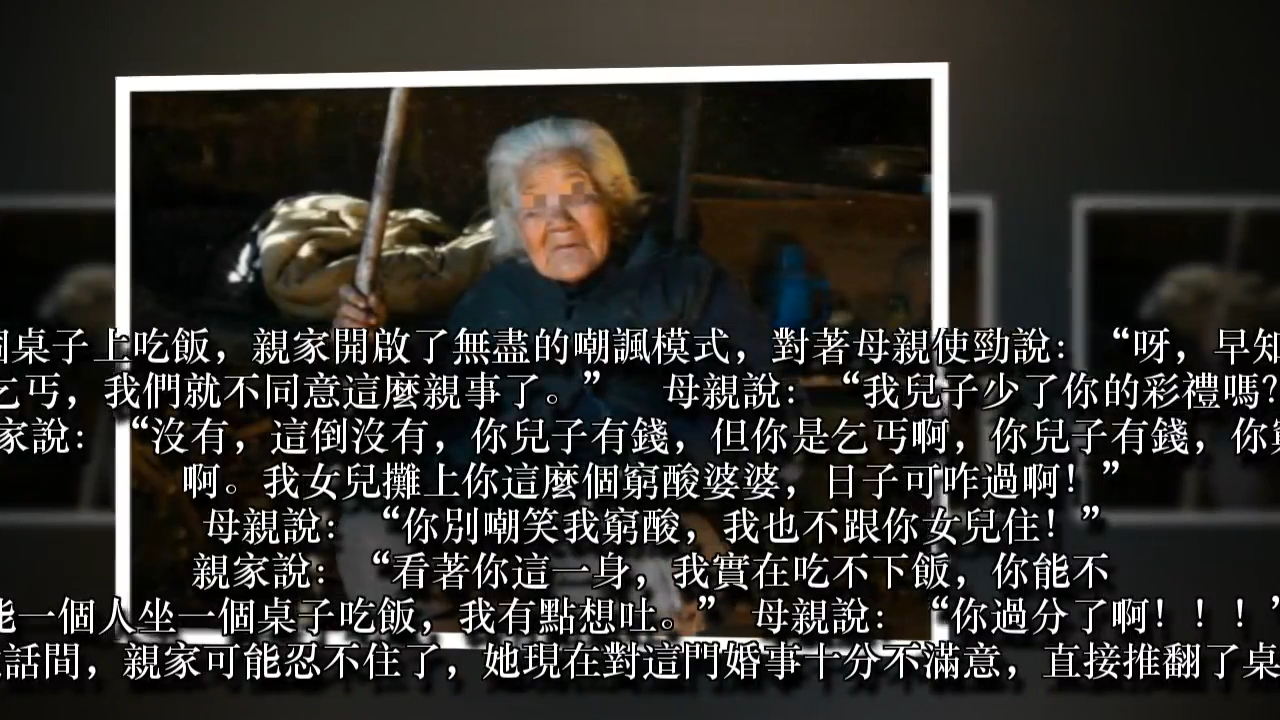 桌子上吃飯，親家開啟了無盡的嘲諷模式，對著母親使勁說：“呀，早知
乞丐，我們就不同意這麼親事了。” 母親說：“我兒子少了你的彩禮嗎？
家說：“沒有，這倒沒有，你兒子有錢，但你是乞丐啊，你兒子有錢，你
啊。我女兒攤上你這麼個窮酸婆婆，日子可咋過啊！”
母親說：“你別嘲笑我窮酸，我也不跟你女兒住！”
親家說：“看著你這一身，我實在吃不下飯，你能不
能一個人坐一個桌子吃飯，我有點想吐。” 母親說：“你過分了啊！！！”
話間，親家可能忍不住了，她現在對這門婚事十分不滿意，直接推翻了桌